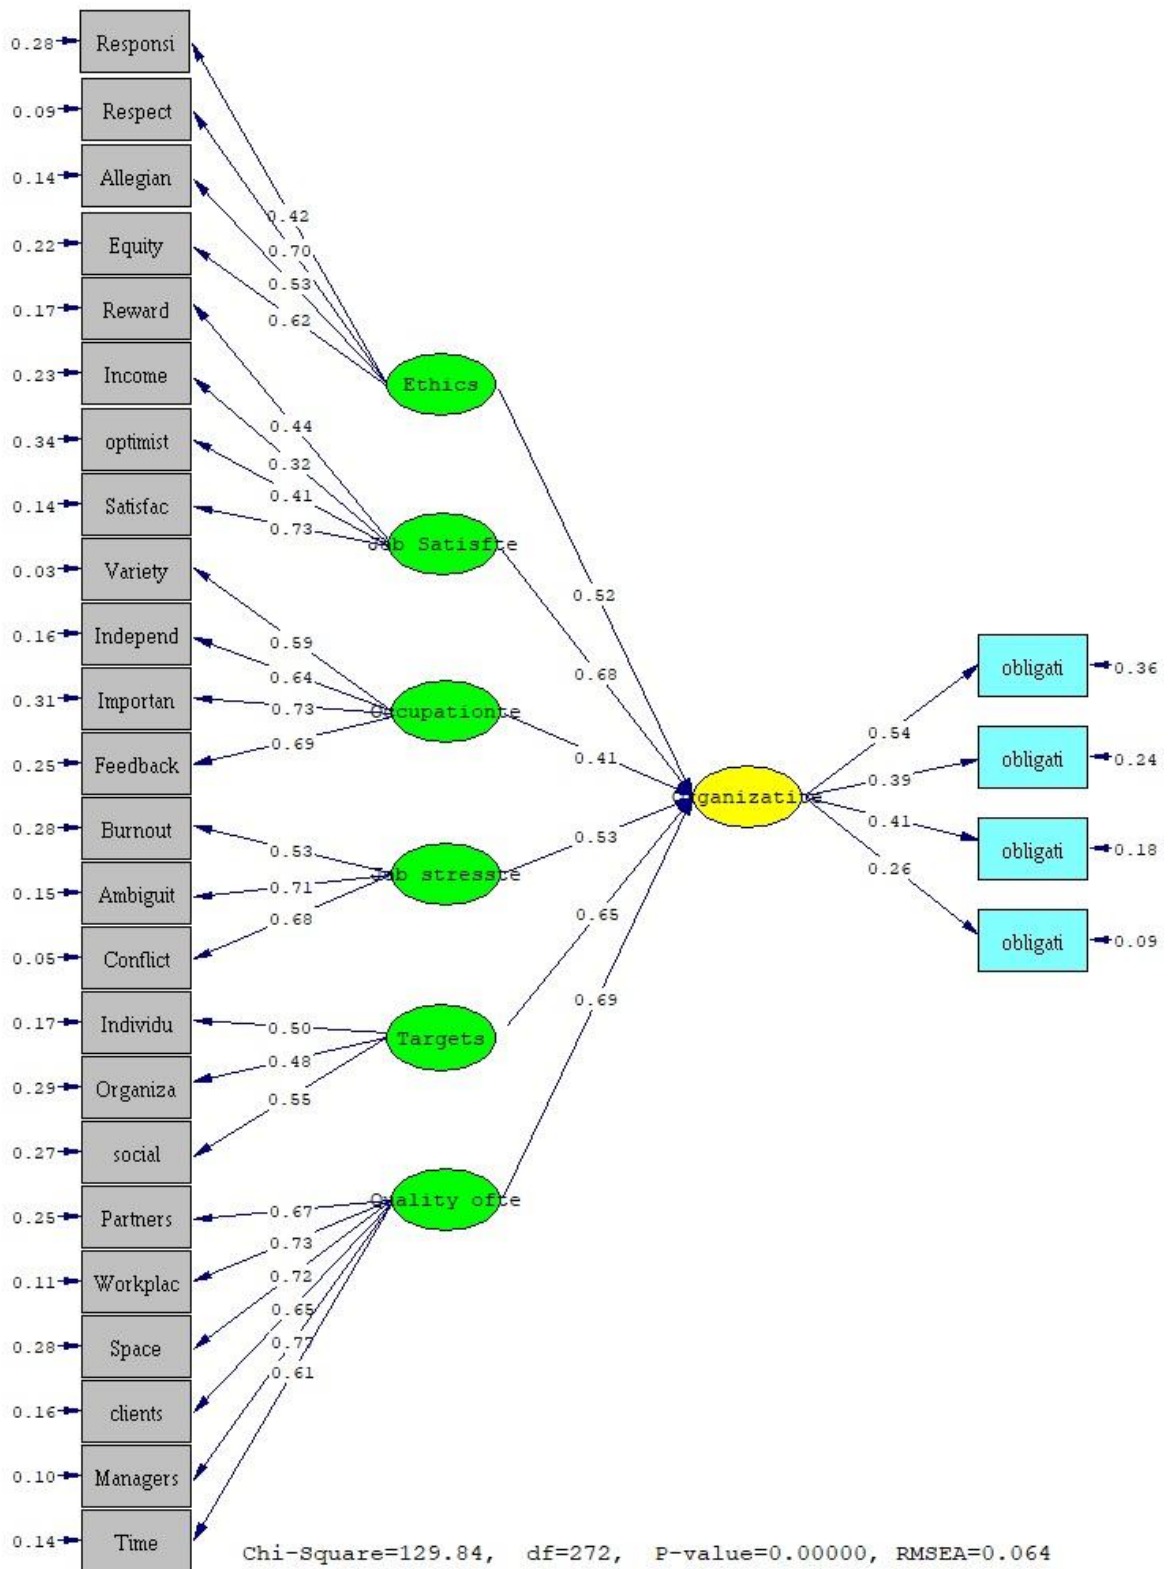 0.28 Responsi
0.09 Respect
0.14 Allegian
0.22 Equity
0.17 Reward
0.23 Income
0.34 optimist
0.14 Satisfac
0.03 Variety
0.16 Independ
0.31 Importan
0.25 Feedback
0.28 Burnout
0.15 Ambiguit
0.05 Conflict
0.17 Individu
0.29 Organiza
0.27 social
0.25 Partners
0.11 Workplac
0.28 Space
0.16 clients
0.10 Managers
0.14 Time
0.42
0.70
0.53
0.62
0.44
0.32
0.41
0.73
0.59
0.64
0.73
0.69
0.53
0.71
0.68
0.50
0.48
0.55
0.67
0.73
0.72
0.65
0.77
0.61
Ethics
Job Satisfte
Occupationte
Job stresste
Targets
Quality ofte
0.52
0.68
0.41
0.53
0.65
0.69
Organizatine
0.54
0.39
0.41
0.26
obligati 0.36
obligati 0.24
obligati 0.18
obligati 0.09
Chi-Square=129.84, df=272, P-value=0.00000, RMSEA=0.064